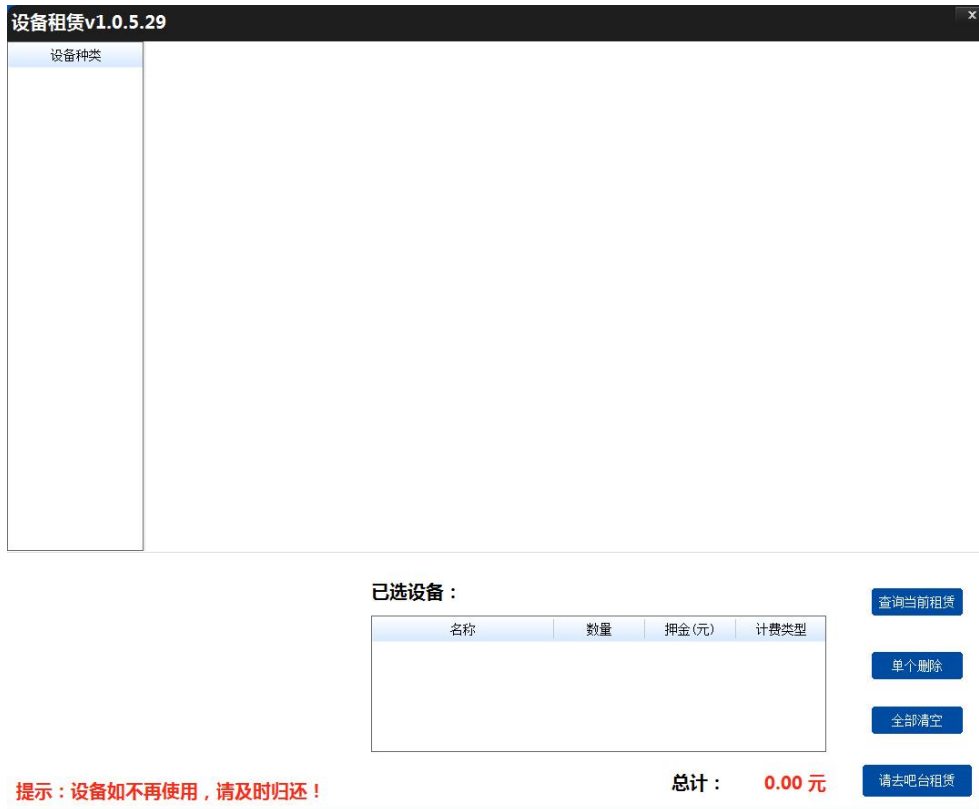 设备租赁v1.0.5.29
x
设备种类
已选设备：
查询当前租赁
名称 数量 押金(元) 计费类型
单个删除
全部清空
总计： 0.00 元
请去吧台租赁
提示：设备如不再使用，请及时归还！